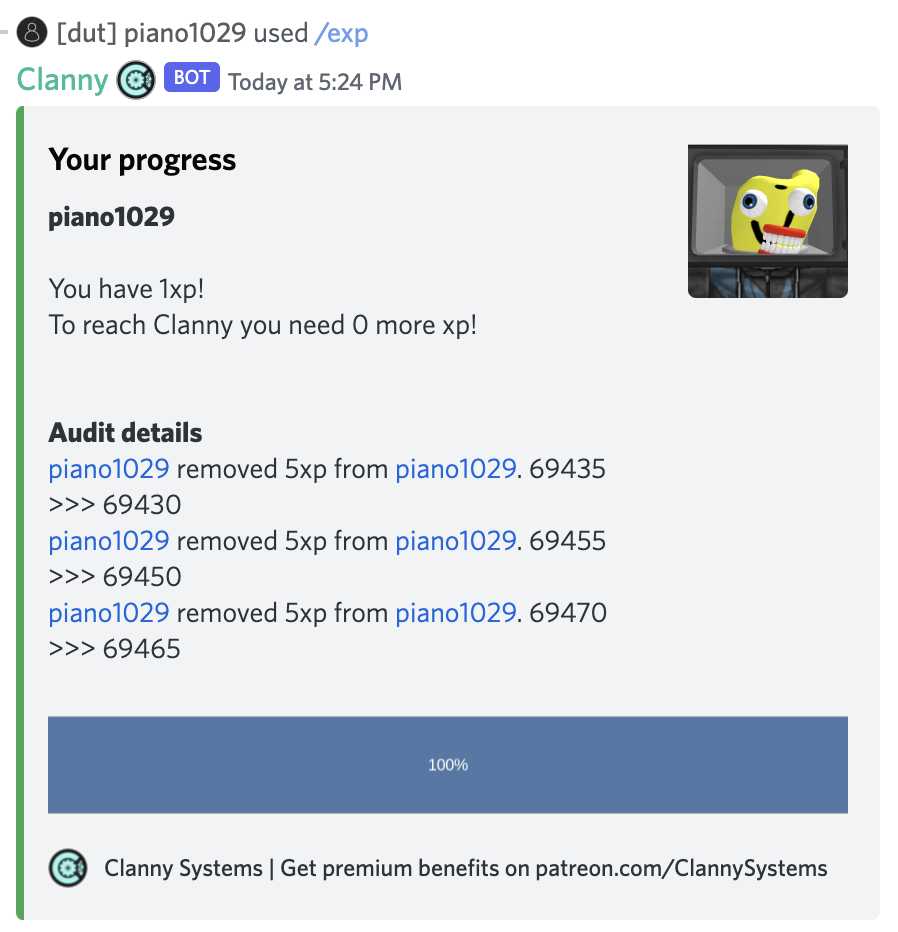 [dut] piano1029 used /exp
Clanny BOT Today at 5:24 PM
Your progress
piano1029
You have 1xp!
To reach Clanny you need 0 more xp!
Audit details
piano1029 removed 5xp from piano1029. 69435
>>> 69430
piano1029 removed 5xp from piano1029. 69455
>>> 69450
piano1029 removed 5xp from piano1029. 69470
>>> 69465
100%
Clanny Systems | Get premium benefits on patreon.com/ClannySystems